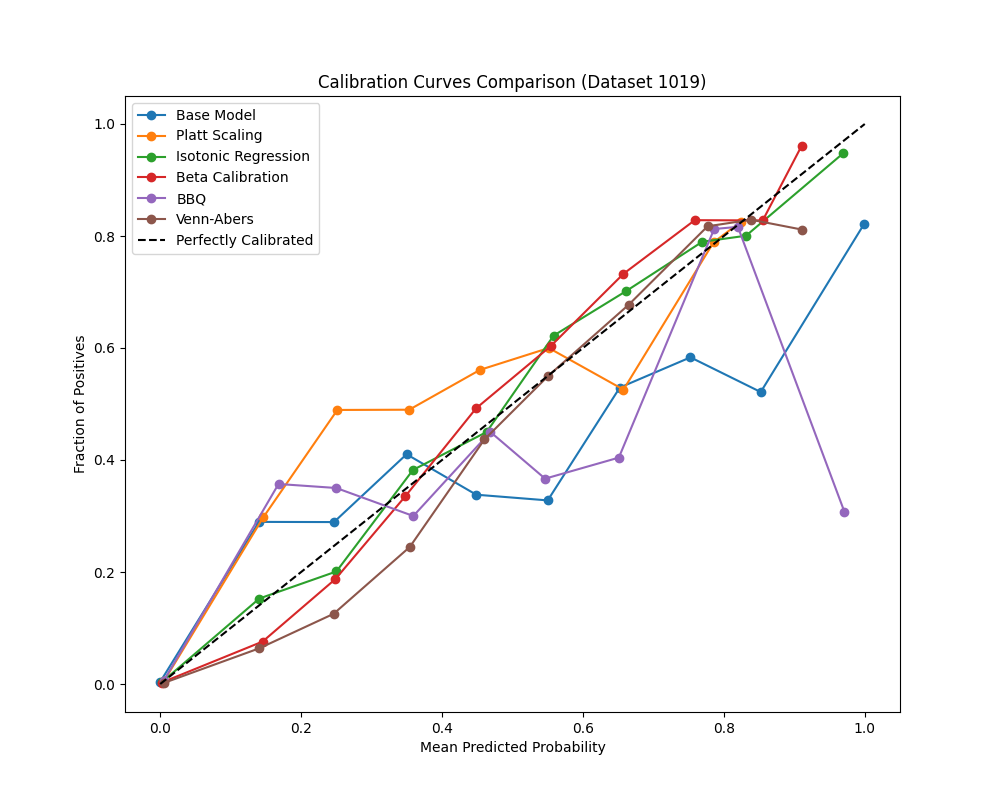 Calibration Curves Comparison (Dataset 1019)
Base Model
Platt Scaling
Isotonic Regression
Beta Calibration
BBQ
Venn-Abers
Perfectly Calibrated
Fraction of Positives
1.0
0.8
0.6
0.4
0.2
0.0
0.0 0.2 0.4 0.6 0.8 1.0
Mean Predicted Probability